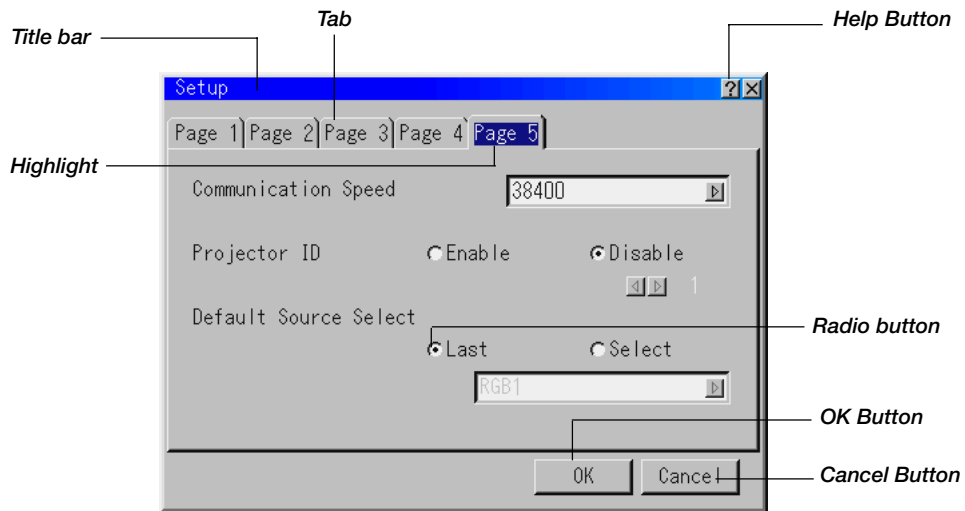 Tab
Help Button
Title bar
Setup
?
Page 1 Page 2 Page 3 Page 4 Page 5
Highlight
Communication Speed 38400
Projector ID Enable Disable
1
Default Source Select
Radio button
Last Select
RGB1
OK Button
OK Cancel
Cancel Button